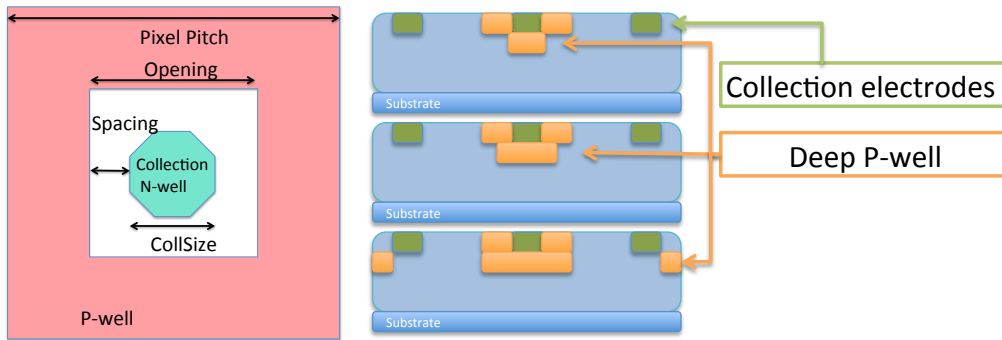 Pixel Pitch
Opening
Spacing
Collection
N-well
CollSize
P-well
Substrate
Collection electrodes
Substrate
Deep P-well
Substrate